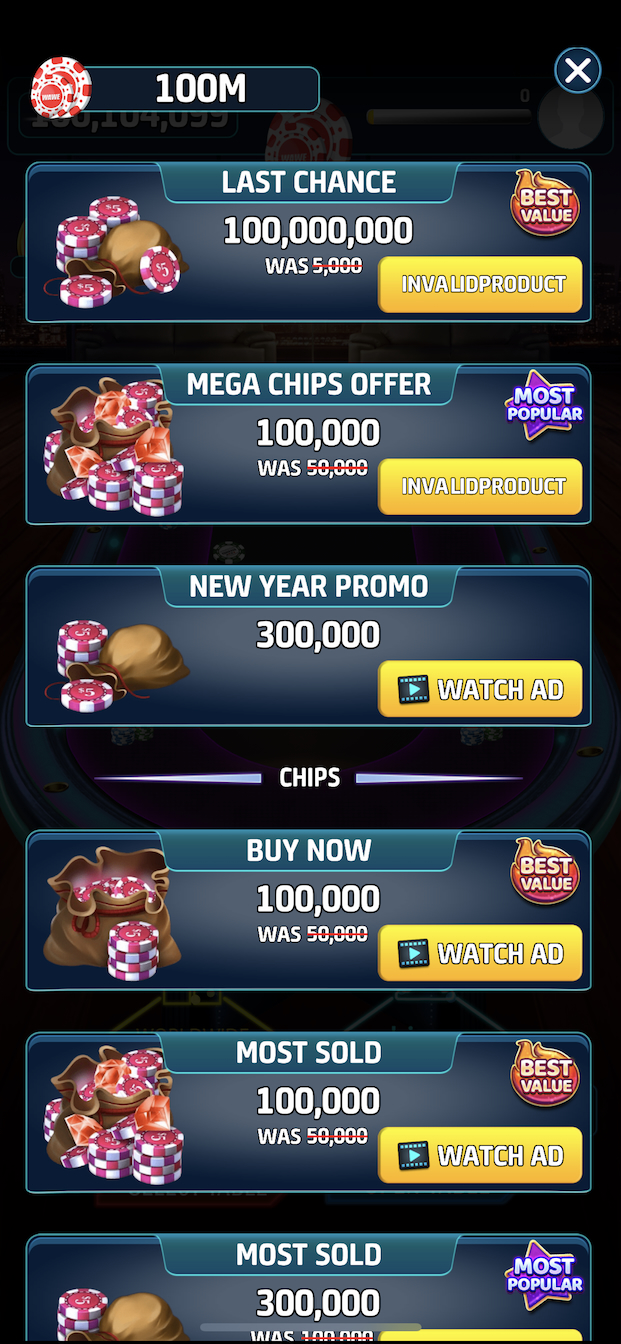 100M
0
LAST CHANCE
BEST
VALUE
100,000,000
WAS 5,000
INVALIDPRODUCT
MEGA CHIPS OFFER
MOST
POPULAR
100,000
WAS 50,000
INVALIDPRODUCT
NEW YEAR PROMO
300,000
WATCH AD
CHIPS
BUY NOW
BEST
VALUE
100,000
WAS 50,000
WATCH AD
MOST SOLD
BEST
VALUE
100,000
WAS 50,000
WATCH AD
MOST SOLD
MOST
POPULAR
300,000
WAS 100,000